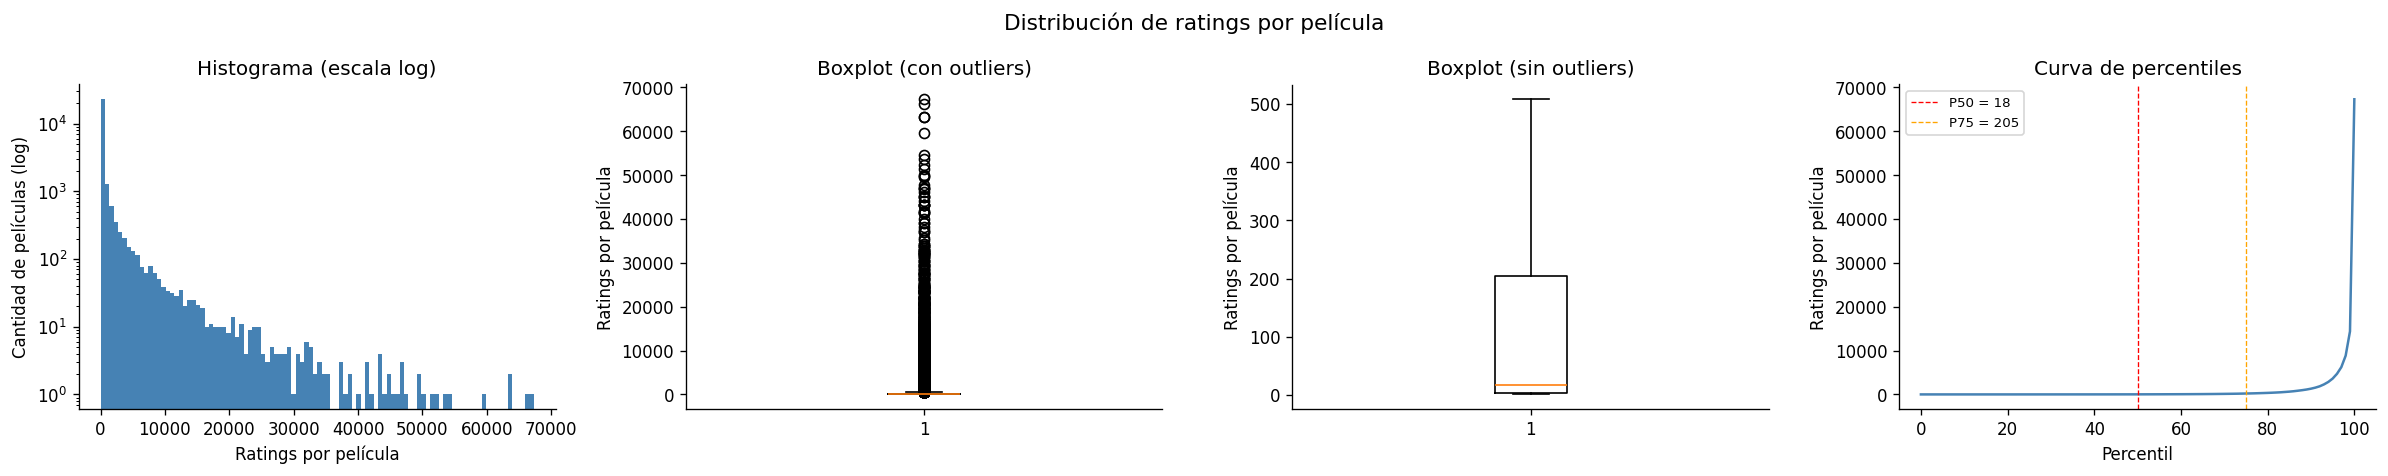 Distribución de ratings por película
Histograma (escala log)
Cantidad de películas (log)
10^4
10^3
10^2
10^1
10^0
0 10000 20000 30000 40000 50000 60000 70000
Ratings por película
Boxplot (con outliers)
Ratings por película
70000
60000
50000
40000
30000
20000
10000
0
1
Boxplot (sin outliers)
Ratings por película
500
400
300
200
100
0
1
Curva de percentiles
Ratings por película
70000
60000
50000
40000
30000
20000
10000
0
P50 = 18
P75 = 205
0 20 40 60 80 100
Percentil